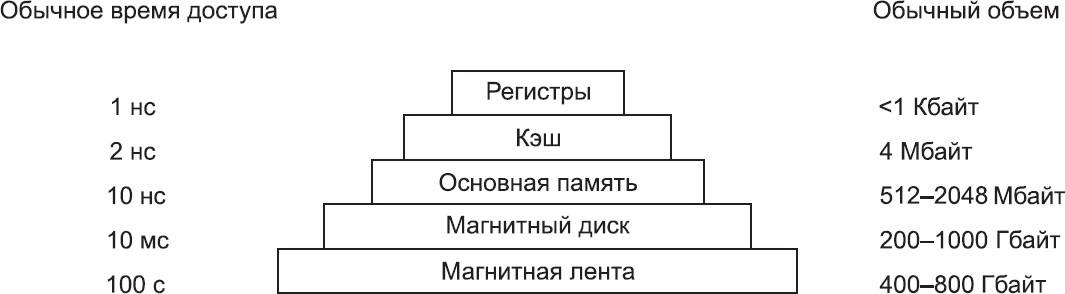 Обычное время доступа Обычный объем
Регистры
1 нс <1 Кбайт
Кэш
2 нс 4 Мбайт
Основная память
10 нс 512–2048 Мбайт
Магнитный диск
10 мс 200–1000 Гбайт
Магнитная лента
100 с 400–800 Гбайт